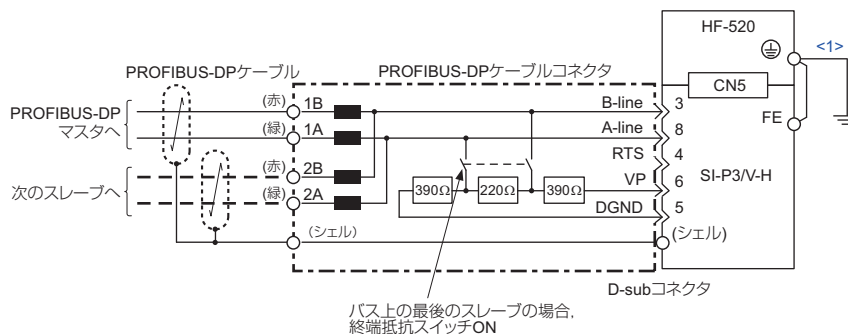 HF-520
<1>
PROFIBUS-DPケーブル
PROFIBUS-DPケーブルコネクタ
CN5
PROFIBUS-DP
マスタへ
(赤)
1B
B-line
3
FE
(緑)
1A
A-line
8
RTS
4
SI-P3/V-H
次のスレーブへ
(赤)
2B
VP
6
(緑)
2A
390Ω
220Ω
390Ω
DGND
5
(シェル)
(シェル)
D-subコネクタ
バス上の最後のスレーブの場合,
終端抵抗スイッチON